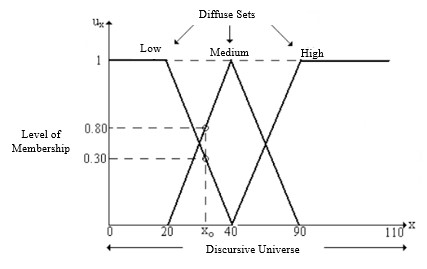 Diffuse Sets
uₓ
Low
Medium
High
1
Level of
Membership
0.80
0.30
0
20
x₀
40
90
110
x
Discursive Universe